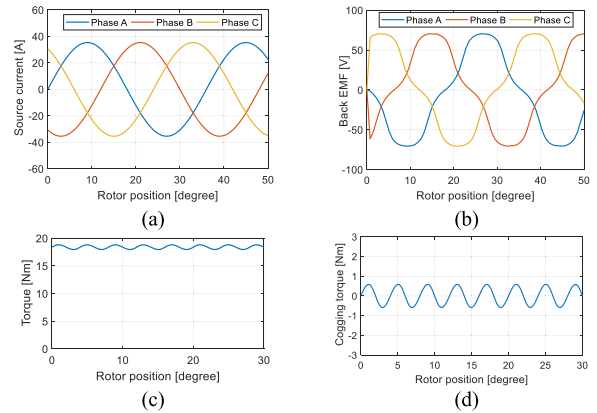 Phase A Phase B Phase C
Source current [A]
60
40
20
0
-20
-40
-60
0 10 20 30 40 50
Rotor position [degree]
(a)
Phase A Phase B Phase C
Back EMF [V]
100
50
0
-50
-100
0 10 20 30 40 50
Rotor position [degree]
(b)
Torque [Nm]
20
15
10
5
0
0 10 20 30
Rotor position [degree]
(c)
Cogging torque [Nm]
3
2
1
0
-1
-2
-3
0 5 10 15 20 25 30
Rotor position [degree]
(d)